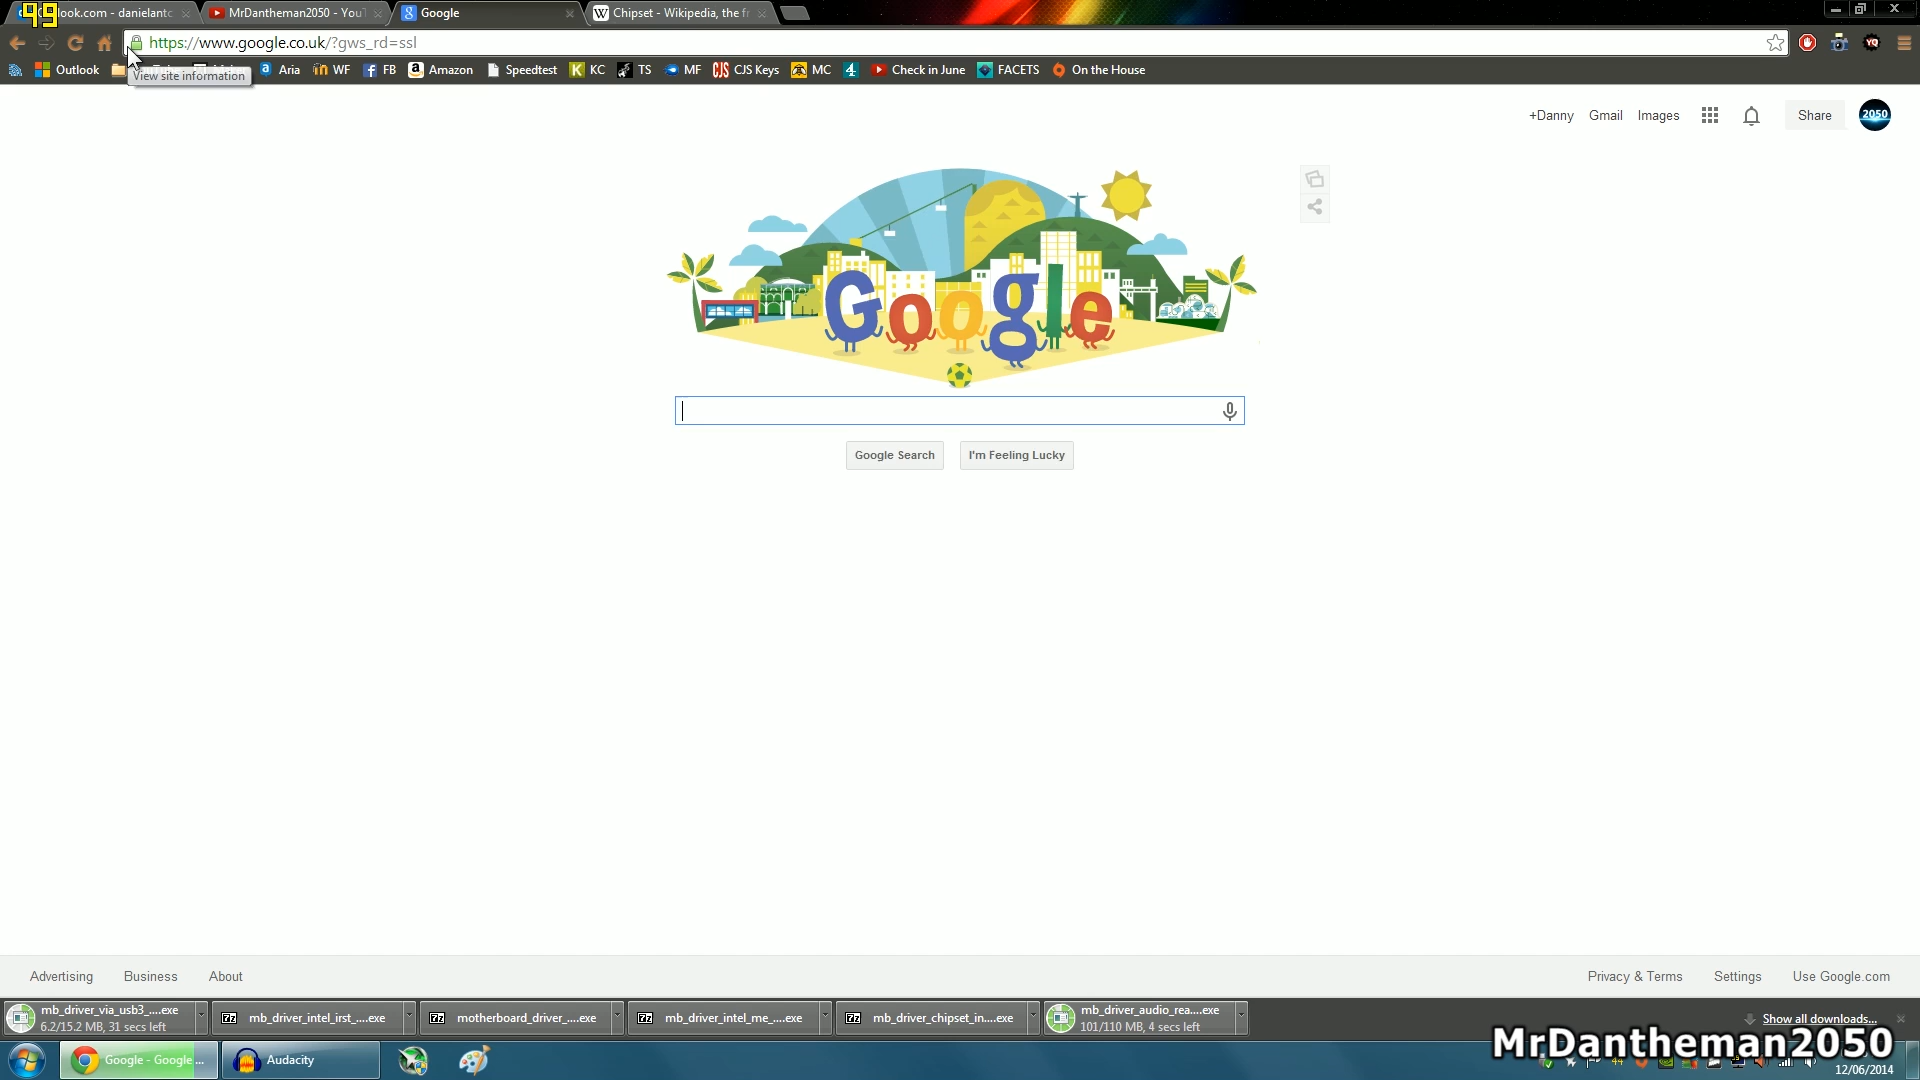 99
look.com - danielantc
MrDantheman2050 - YouT
Google
Chipset - Wikipedia, the fr
https://www.google.co.uk/?gws_rd=ssl
View site information
Outlook
Aria
WF
FB
Amazon
Speedtest
KC
TS
MF
CJS Keys
MC
Check in June
FACETS
On the House
+Danny
Gmail
Images
Share
2050
Google
Google Search
I'm Feeling Lucky
Advertising
Business
About
Privacy & Terms
Settings
Use Google.com
mb_driver_via_usb3_....exe
6.2/15.2 MB, 31 secs left
mb_driver_intel_irst_....exe
motherboard_driver_....exe
mb_driver_intel_me_....exe
mb_driver_chipset_in....exe
mb_driver_audio_rea....exe
101/110 MB, 4 secs left
Show all downloads...
Google - Google ...
Audacity
MrDantheman2050
12/06/2014